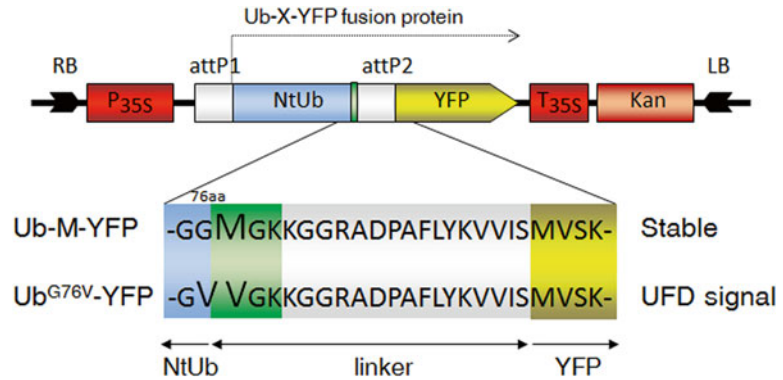 Ub-X-YFP fusion protein
RB attP1 attP2 LB
P35S NtUb YFP T35S Kan
76aa
Ub-M-YFP -GGMGKKGGRADPAFLYKVVISMVSK- Stable
UbG76V-YFP -GVVGKKGGRADPAFLYKVVISMVSK- UFD signal
NtUb linker YFP